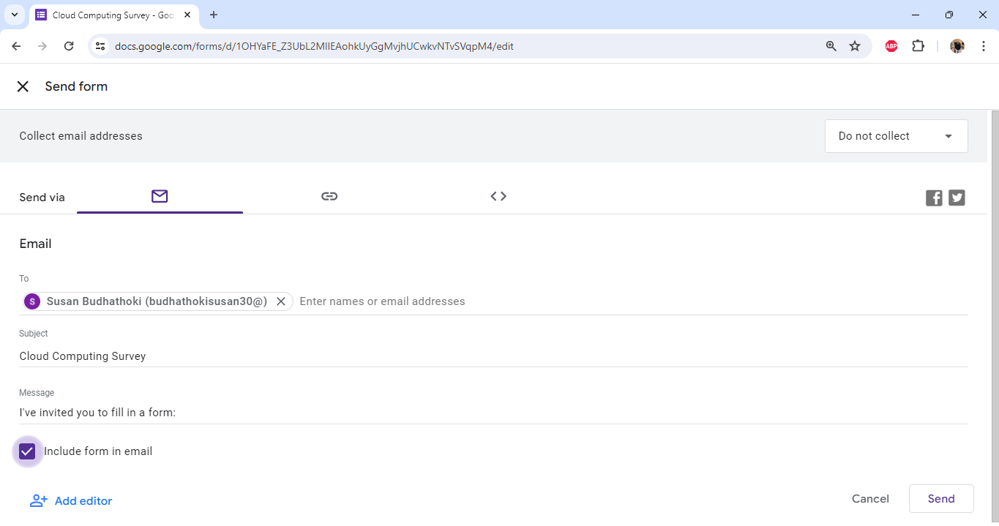 Cloud Computing Survey - Goo
docs.google.com/forms/d/1OHYaFE_Z3UbL2MIIEAohkUyGgMvjhUCwkvNTvSVqpM4/edit
ABP
Send form
Collect email addresses
Do not collect
Send via
Email
To
S Susan Budhathoki (budhathokisusan30@) Enter names or email addresses
Subject
Cloud Computing Survey
Message
I've invited you to fill in a form:
Include form in email
Add editor
Cancel
Send